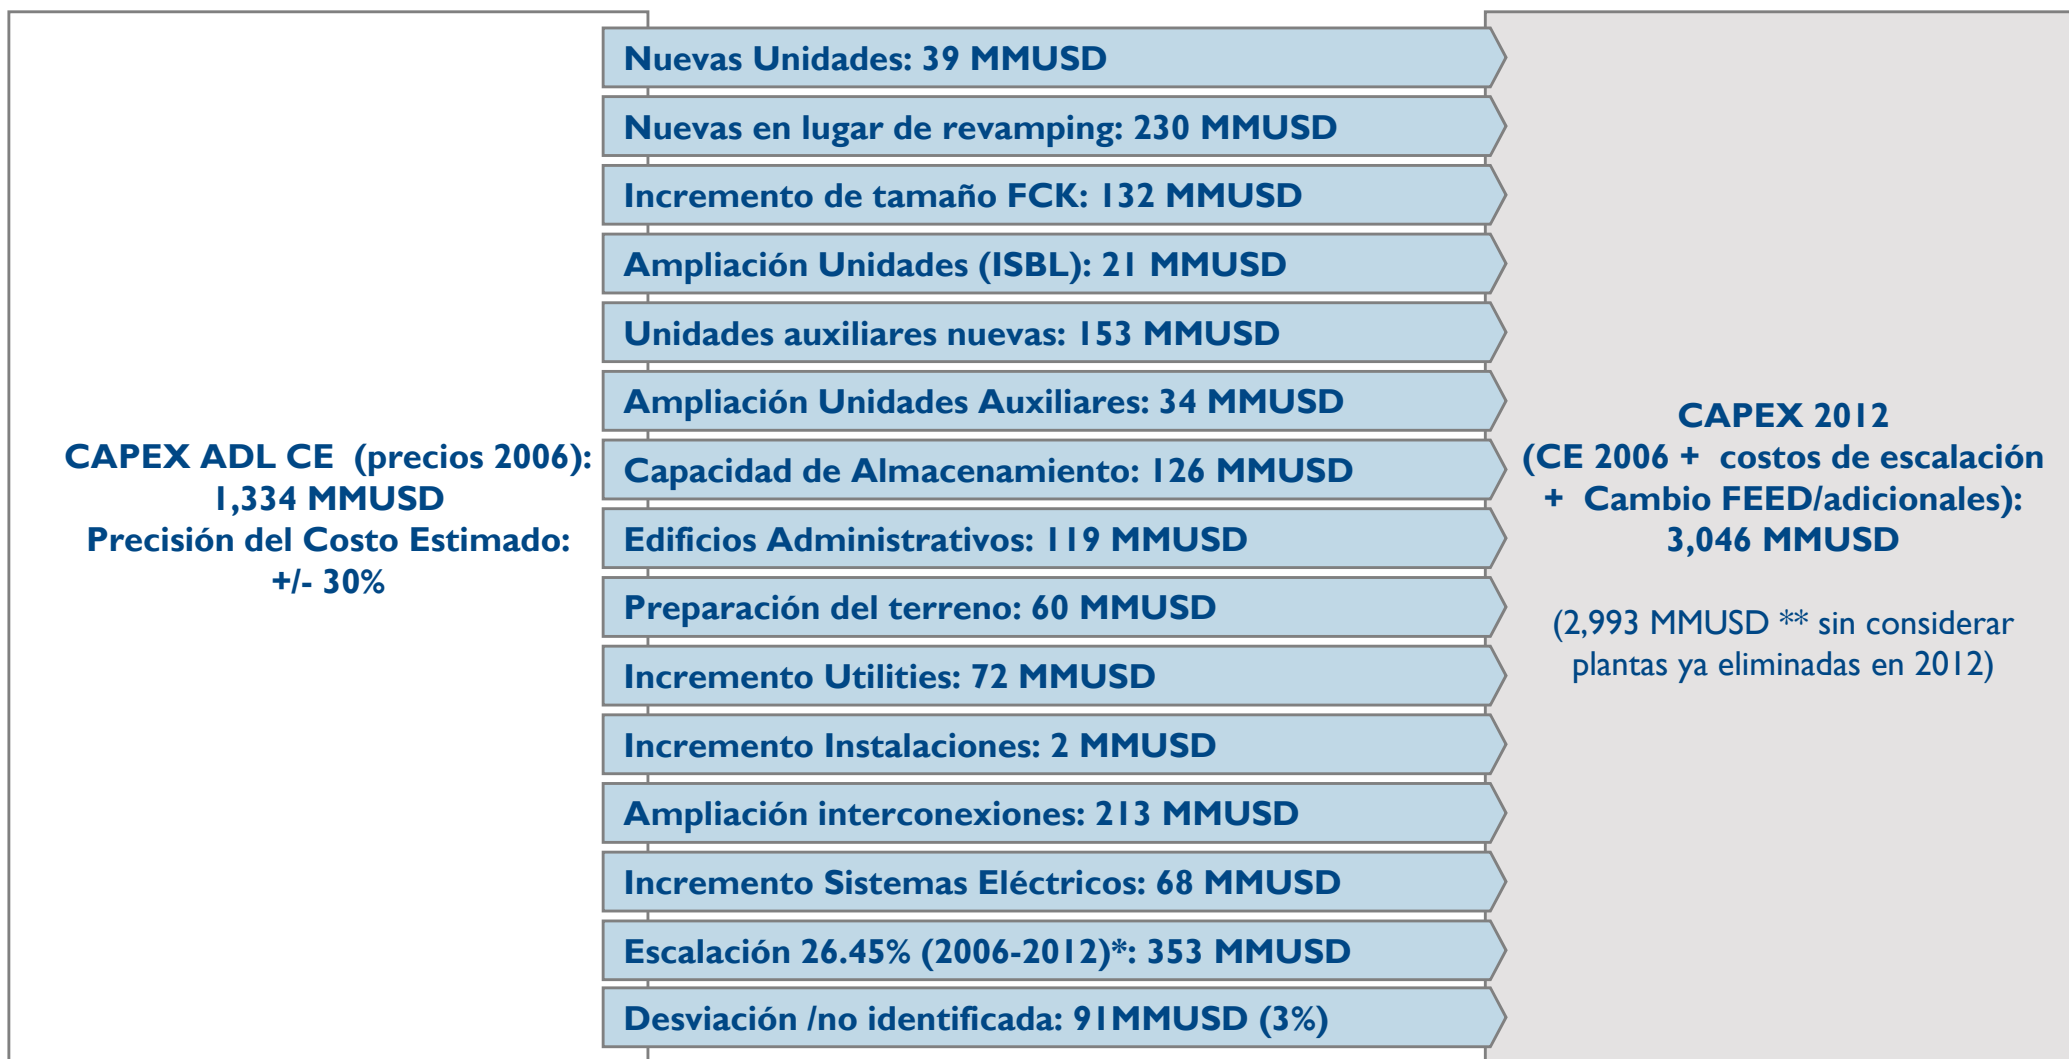 CAPEX ADL CE (precios 2006):
1,334 MMUSD
Precisión del Costo Estimado:
+/- 30%
Nuevas Unidades: 39 MMUSD
Nuevas en lugar de revamping: 230 MMUSD
Incremento de tamaño FCK: 132 MMUSD
Ampliación Unidades (ISBL): 21 MMUSD
Unidades auxiliares nuevas: 153 MMUSD
Ampliación Unidades Auxiliares: 34 MMUSD
Capacidad de Almacenamiento: 126 MMUSD
Edificios Administrativos: 119 MMUSD
Preparación del terreno: 60 MMUSD
Incremento Utilities: 72 MMUSD
Incremento Instalaciones: 2 MMUSD
Ampliación interconexiones: 213 MMUSD
Incremento Sistemas Eléctricos: 68 MMUSD
Escalación 26.45% (2006-2012)*: 353 MMUSD
Desviación /no identificada: 91MMUSD (3%)
CAPEX 2012
(CE 2006 + costos de escalación
+ Cambio FEED/adicionales):
3,046 MMUSD
(2,993 MMUSD ** sin considerar
plantas ya eliminadas en 2012)